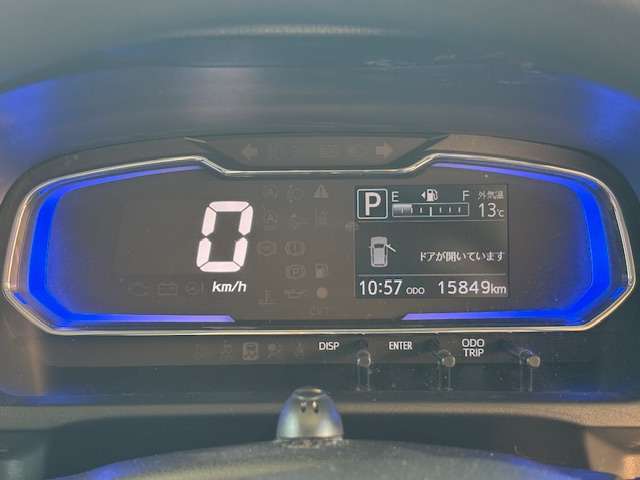 0
km/h
P E F 外気温
13℃
ドアが開いています
10:57 ODO 15849km
DISP ENTER ODO
TRIP